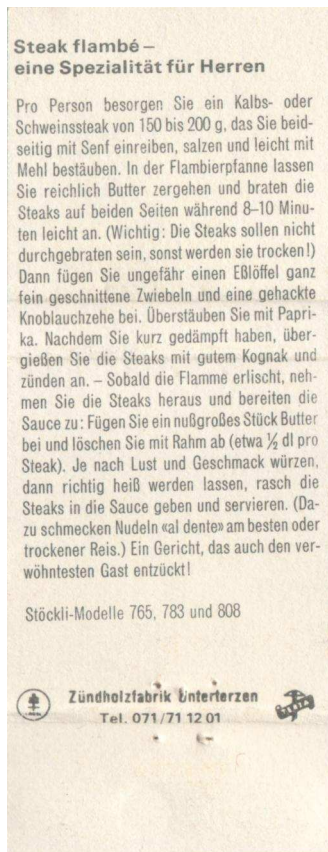 Steak flambé –
eine Spezialität für Herren
Pro Person besorgen Sie ein Kalbs- oder
Schweinssteak von 150 bis 200 g, das Sie beid-
seitig mit Senf einreiben, salzen und leicht mit
Mehl bestäuben. In der Flambierpfanne lassen
Sie reichlich Butter zergehen und braten die
Steaks auf beiden Seiten während 8–10 Minu-
ten leicht an. (Wichtig: Die Steaks sollen nicht
durchgebraten sein, sonst werden sie trocken!)
Dann fügen Sie ungefähr einen Eßlöffel ganz
fein geschnittene Zwiebeln und eine gehackte
Knoblauchzehe bei. Überstäuben Sie mit Papri-
ka. Nachdem Sie kurz gedämpft haben, über-
gießen Sie die Steaks mit gutem Kognak und
zünden an. – Sobald die Flamme erlischt, neh-
men Sie die Steaks heraus und bereiten die
Sauce zu: Fügen Sie ein nußgroßes Stück Butter
bei und löschen Sie mit Rahm ab (etwa ½ dl pro
Steak). Je nach Lust und Geschmack würzen,
dann richtig heiß werden lassen, rasch die
Steaks in die Sauce geben und servieren. (Da-
zu schmecken Nudeln «al dente» am besten oder
trockener Reis.) Ein Gericht, das auch den ver-
wöhntesten Gast entzückt!
Stöckli-Modelle 765, 783 und 808
Zündholzfabrik Unterterzen
Tel. 071/71 12 01